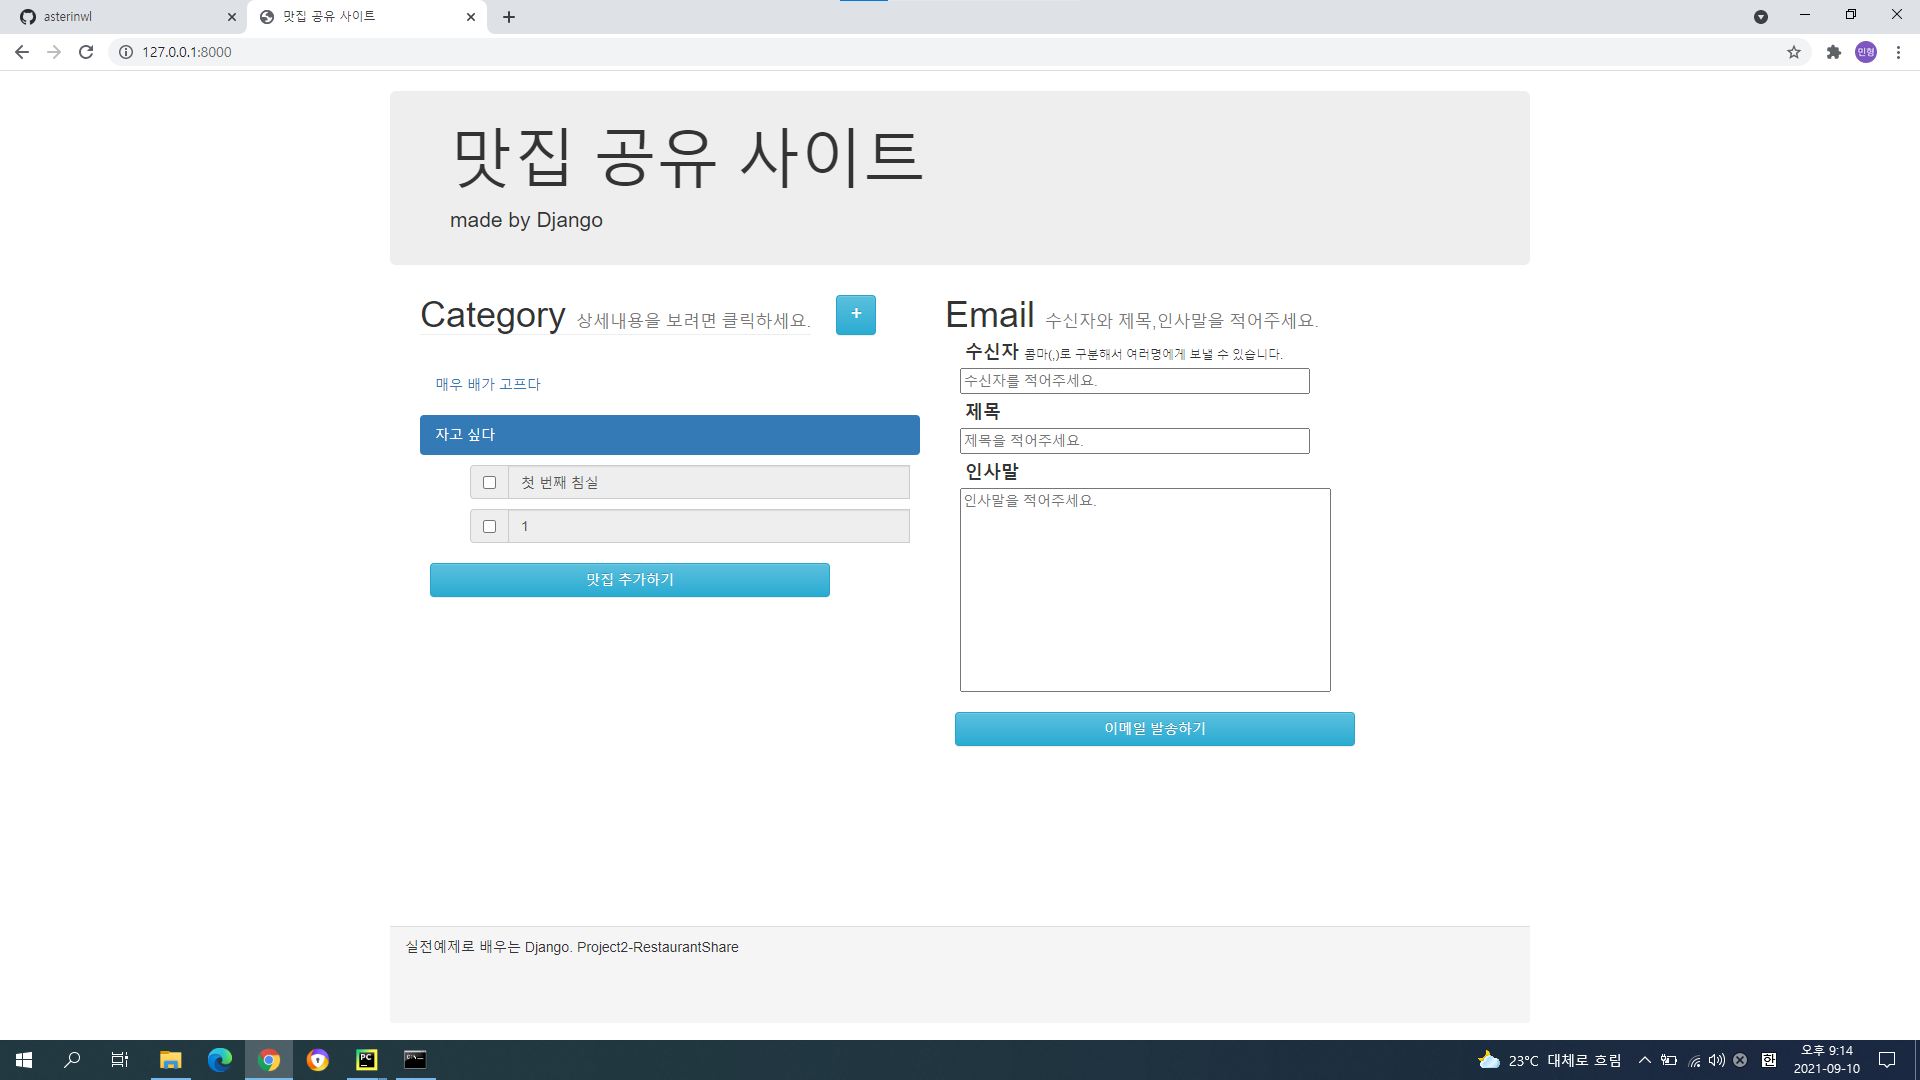 asterinwl
맛집 공유 사이트
127.0.0.1:8000
민형
맛집 공유 사이트
made by Django
Category 상세내용을 보려면 클릭하세요. +
매우 배가 고프다
자고 싶다
첫 번째 침실
1
맛집 추가하기
Email 수신자와 제목,인사말을 적어주세요.
수신자 콤마(,)로 구분해서 여러명에게 보낼 수 있습니다.
수신자를 적어주세요.
제목
제목을 적어주세요.
인사말
인사말을 적어주세요.
이메일 발송하기
실전예제로 배우는 Django. Project2-RestaurantShare
PC
23°C 대체로 흐림
한
오후 9:14
2021-09-10